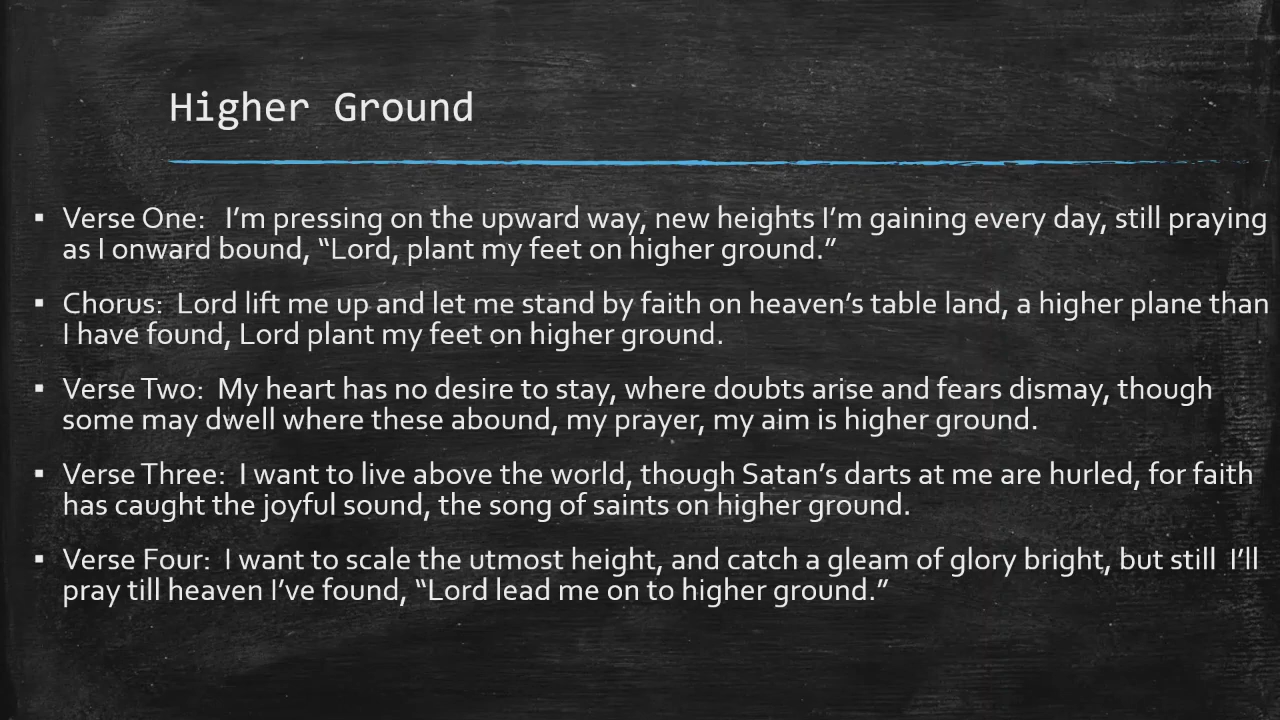 Higher Ground
▪ Verse One:   I’m pressing on the upward way, new heights I’m gaining every day, still praying
as I onward bound, “Lord, plant my feet on higher ground.”
▪ Chorus:  Lord lift me up and let me stand by faith on heaven’s table land, a higher plane than
I have found, Lord plant my feet on higher ground.
▪ Verse Two:  My heart has no desire to stay, where doubts arise and fears dismay, though
some may dwell where these abound, my prayer, my aim is higher ground.
▪ Verse Three:  I want to live above the world, though Satan’s darts at me are hurled, for faith
has caught the joyful sound, the song of saints on higher ground.
▪ Verse Four:  I want to scale the utmost height, and catch a gleam of glory bright, but still  I’ll
pray till heaven I’ve found, “Lord lead me on to higher ground.”